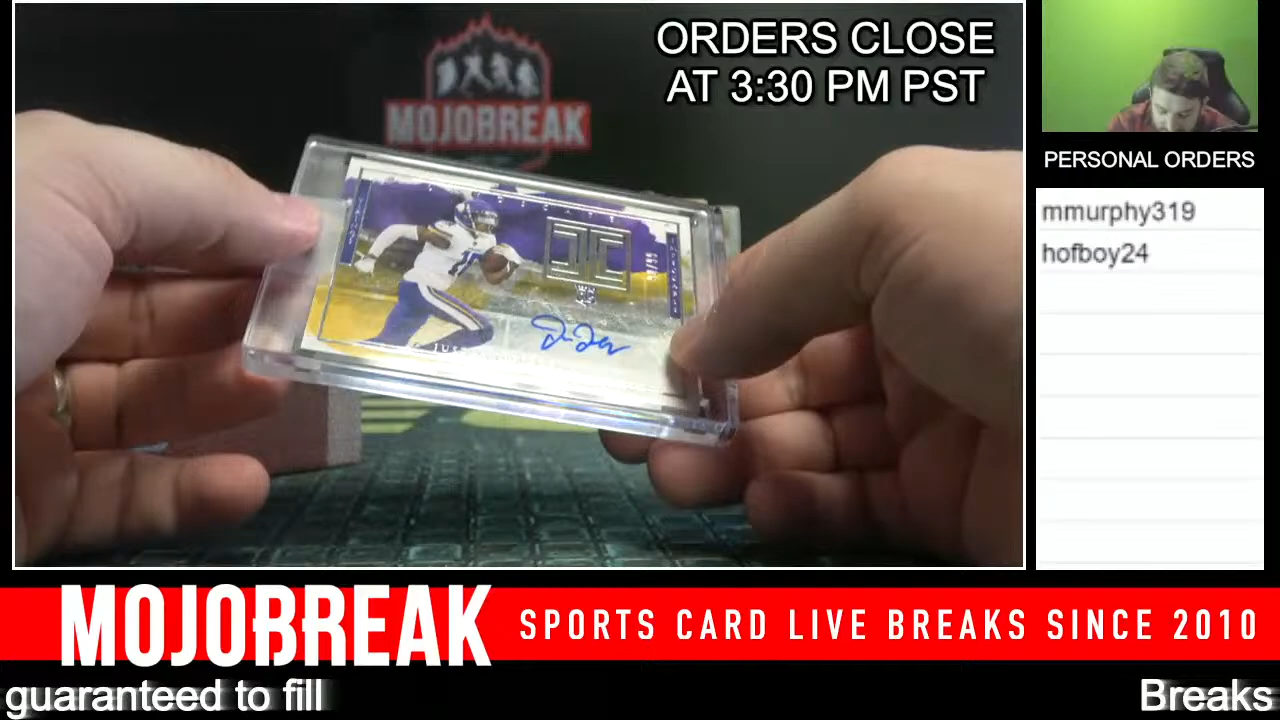 ORDERS CLOSE
AT 3:30 PM PST
MOJOBREAK
PERSONAL ORDERS
mmurphy319
hofboy24
MOJOBREAK
SPORTS CARD LIVE BREAKS SINCE 2010
guaranteed to fill
Breaks